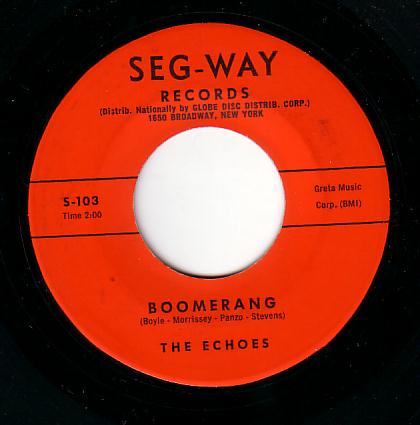 SEG-WAY
RECORDS
(Distrib. Nationally by GLOBE DISC DISTRIB. CORP.)
1650 BROADWAY, NEW YORK
S-103
Time 2:00
Greta Music
Corp. (BMI)
BOOMERANG
(Boyle - Morrissey - Panzo - Stevens)
THE ECHOES